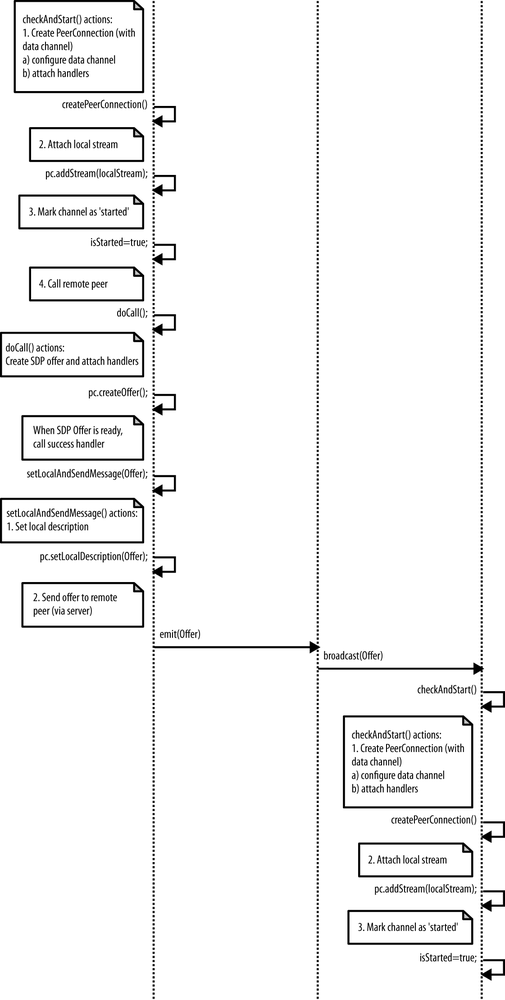 checkAndStart() actions:
1. Create PeerConnection (with
data channel)
a) configure data channel
b) attach handlers
createPeerConnection()
2. Attach local stream
pc.addStream(localStream);
3. Mark channel as 'started'
isStarted=true;
4. Call remote peer
doCall();
doCall() actions:
Create SDP offer and attach handlers
pc.createOffer();
When SDP Offer is ready,
call success handler
setLocalAndSendMessage(Offer);
setLocalAndSendMessage() actions:
1. Set local description
pc.setLocalDescription(Offer);
2. Send offer to remote
peer (via server)
emit(Offer)
broadcast(Offer)
checkAndStart()
checkAndStart() actions:
1. Create PeerConnection (with
data channel)
a) configure data channel
b) attach handlers
createPeerConnection()
2. Attach local stream
pc.addStream(localStream);
3. Mark channel as 'started'
isStarted=true;